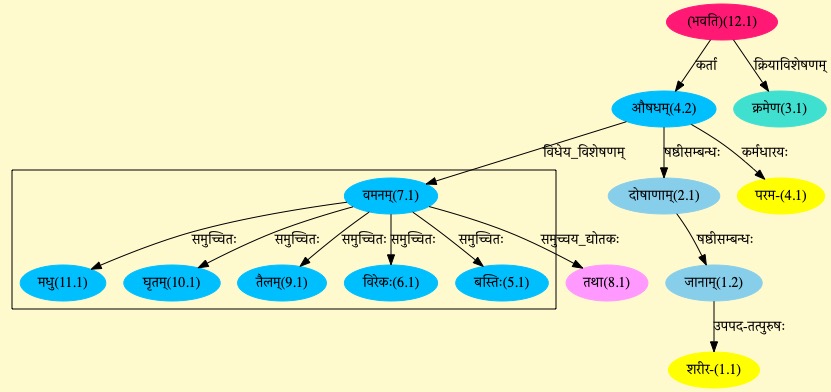 (भवति)(12.1)
कर्ता
क्रियाविशेषणम्
औषधम्(4.2)
क्रमेण(3.1)
विधेय_विशेषणम्
षष्ठीसम्बन्धः
कर्मधारयः
वमनम्(7.1)
दोषाणाम्(2.1)
परम-(4.1)
समुच्चितः
समुच्चितः
समुच्चितः
समुच्चितः
समुच्चितः
समुच्चय_द्योतकः
षष्ठीसम्बन्धः
मधु(11.1)
घृतम्(10.1)
तैलम्(9.1)
विरेकः(6.1)
बस्तिः(5.1)
तथा(8.1)
जानाम्(1.2)
उपपद-तत्पुरुषः
शरीर-(1.1)